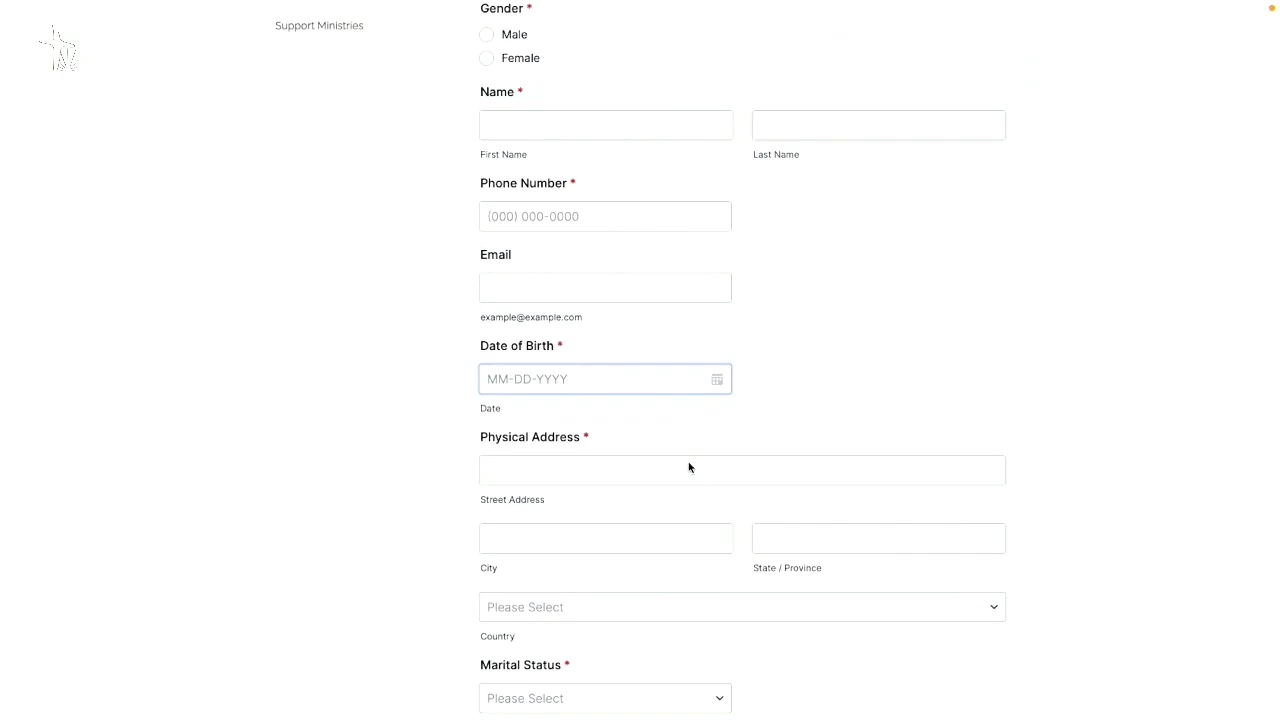 Support Ministries
Gender *
Male
Female
Name *
First Name
Last Name
Phone Number *
(000) 000-0000
Email
example@example.com
Date of Birth *
MM-DD-YYYY
Date
Physical Address *
Street Address
City
State / Province
Please Select
Country
Marital Status *
Please Select